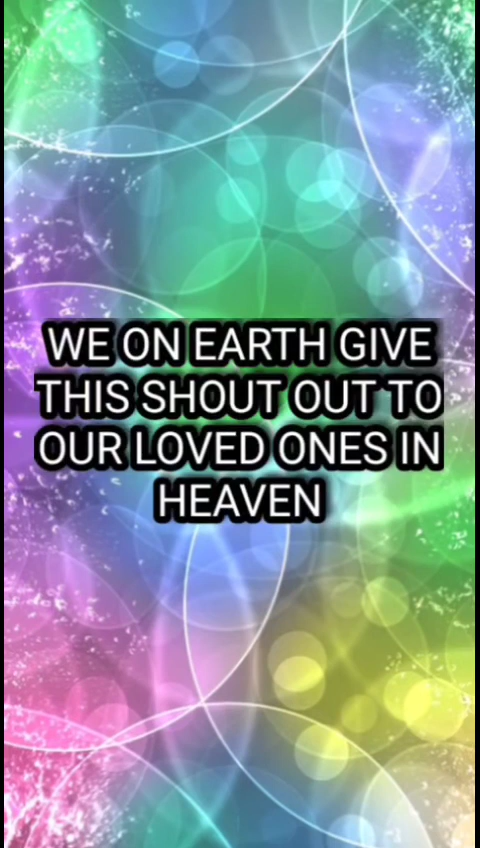 WE ON EARTH GIVE
THIS SHOUT OUT TO
OUR LOVED ONES IN
HEAVEN